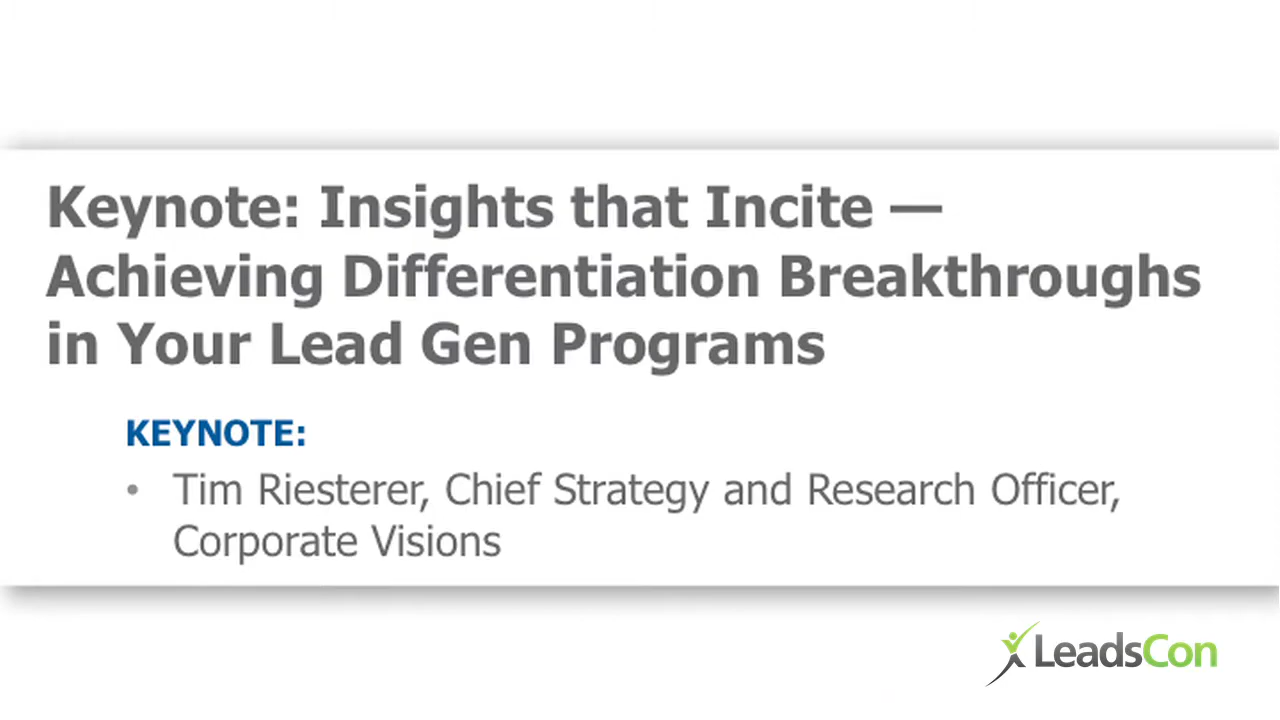 Keynote: Insights that Incite —
Achieving Differentiation Breakthroughs
in Your Lead Gen Programs
KEYNOTE:
• Tim Riesterer, Chief Strategy and Research Officer,
Corporate Visions
LeadsCon